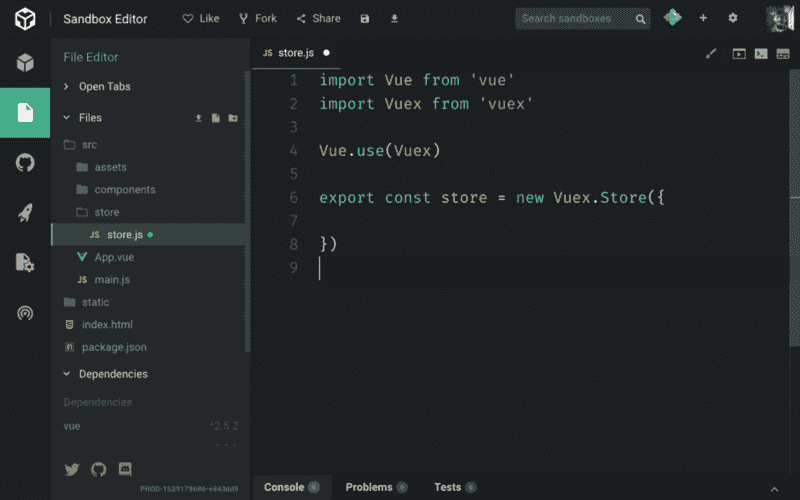 Sandbox Editor
Like
Fork
Share
Search sandboxes
File Editor
Open Tabs
Files
src
assets
components
store
JS store.js
App.vue
JS main.js
static
index.html
package.json
Dependencies
Dependencies
vue ^2.5.2
PROD-1529178686-e843dd9
JS store.js
1 import Vue from 'vue'
2 import Vuex from 'vuex'
3
4 Vue.use(Vuex)
5
6 export const store = new Vuex.Store({
7
8 })
9
Console 0
Problems 0
Tests 0